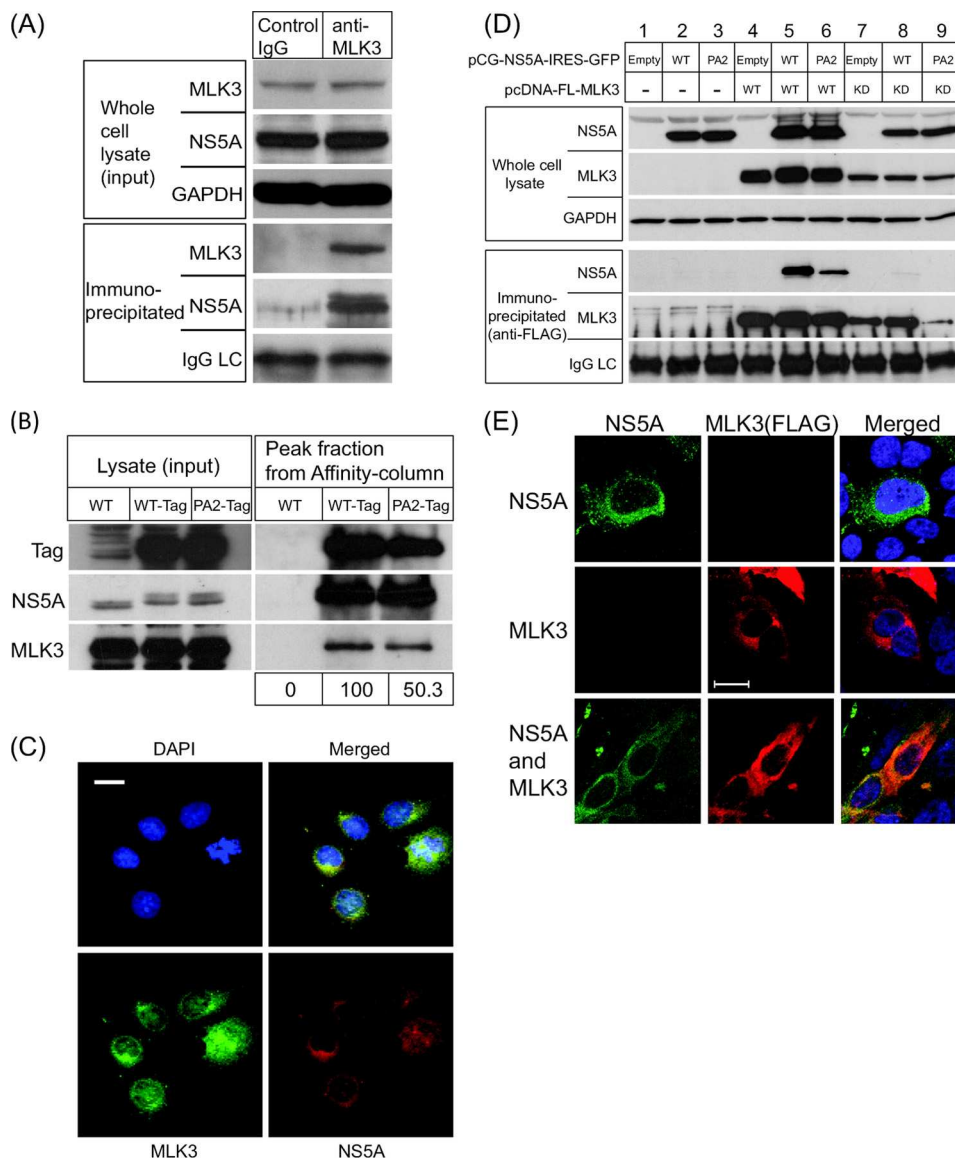 (A)
Control IgG
anti-MLK3
Whole cell lysate (input)
MLK3
NS5A
GAPDH
Immuno-precipitated
MLK3
NS5A
IgG LC
(B)
Lysate (input)
Peak fraction from Affinity-column
WT WT-Tag PA2-Tag WT WT-Tag PA2-Tag
Tag
NS5A
MLK3
0 100 50.3
(C)
DAPI Merged
MLK3 NS5A
(D)
1 2 3 4 5 6 7 8 9
pCG-NS5A-IRES-GFP Empty WT PA2 Empty WT PA2 Empty WT PA2
pcDNA-FL-MLK3 - - - WT WT WT KD KD KD
Whole cell lysate
NS5A
MLK3
GAPDH
Immuno-precipitated (anti-FLAG)
NS5A
MLK3
IgG LC
(E)
NS5A MLK3(FLAG) Merged
NS5A
MLK3
NS5A and MLK3